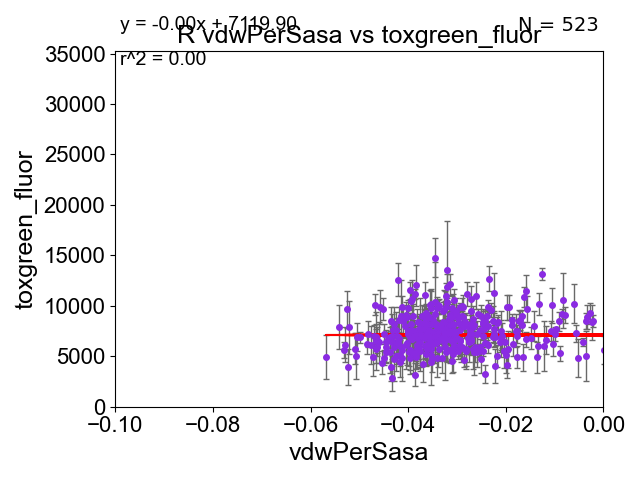 y = -0.00x + 7119.90
N = 523
R vdwPerSasa vs toxgreen_fluor
r^2 = 0.00
35000
30000
25000
20000
15000
10000
5000
0
toxgreen_fluor
−0.10
−0.08
−0.06
−0.04
−0.02
0.00
vdwPerSasa